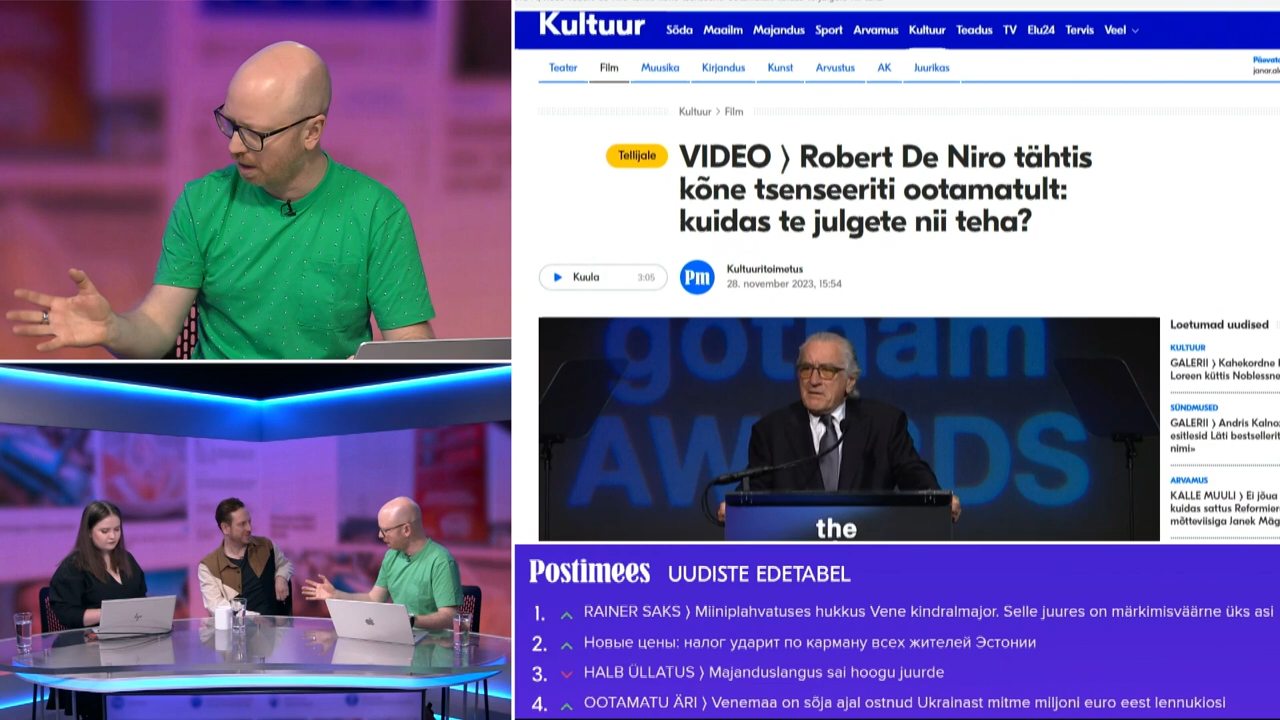 Kultuur
Söda Maailm Majandus Sport Arvamus Kultuur Teadus TV Elu24 Tervis Veel
Teater Film Muusika Kirjandus Kunst Arvustus AK Juurikas
Kultuur > Film
Tellijale
VIDEO ⟩ Robert De Niro tähtis
kõne tsenseeriti ootamatult:
kuidas te julgete nii teha?
Kuula 3:05
Pm
Kultuuritoimetus
28. november 2023, 15:54
gotham
AWARDS
the
Loetumad uudised
KULTUUR
GALERII ⟩ Kahekordne
Loreen küttis Noblessne
SÜNDMUSED
GALERII ⟩ Andris Kalno
esitlesid Läti bestselleri
nimi»
ARVAMUS
KALLE MUULI ⟩ Ei jõua
kuidas sattus Reformier
mõtteviisiga Janek Mäg
Postimees UUDISTE EDETABEL
1. RAINER SAKS ⟩ Miiniplahvatuses hukkus Vene kindralmajor. Selle juures on märkimisväärne üks asi
2. Новые цены: налог ударит по карману всех жителей Эстонии
3. HALB ÜLLATUS ⟩ Majanduslangus sai hoogu juurde
4. OOTAMATU ÄRI ⟩ Venemaa on sõja ajal ostnud Ukrainast mitme miljoni euro eest lennukiosi